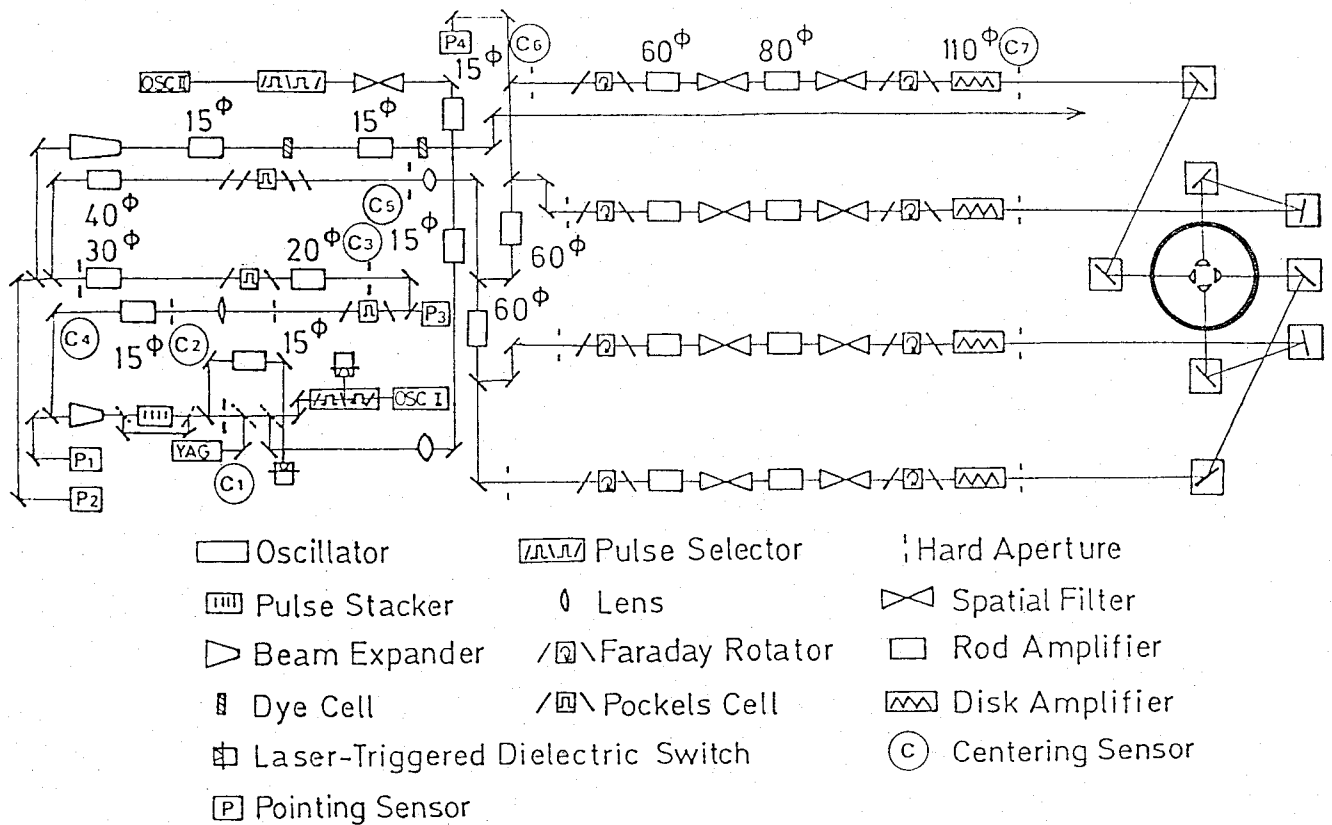 P4
C6
60ϕ
80ϕ
110ϕ
C7
15ϕ
OSC II
15ϕ
15ϕ
C5
40ϕ
30ϕ
20ϕ
C3
15ϕ
60ϕ
60ϕ
P3
C4
15ϕ
C2
15ϕ
OSC I
YAG
P1
C1
P2
Oscillator
Pulse Selector
Hard Aperture
Pulse Stacker
Lens
Spatial Filter
Beam Expander
Faraday Rotator
Rod Amplifier
Dye Cell
Pockels Cell
Disk Amplifier
Laser-Triggered Dielectric Switch
C
Centering Sensor
P
Pointing Sensor